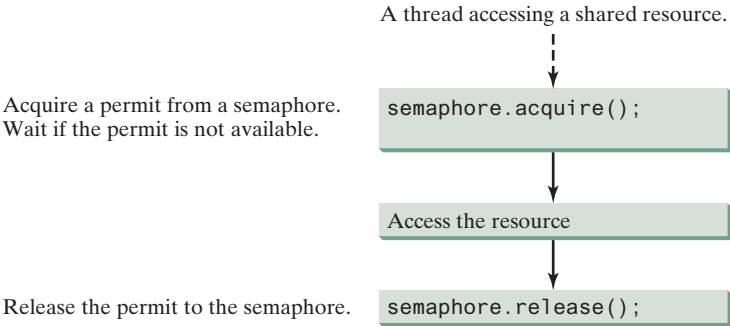 A thread accessing a shared resource.
Acquire a permit from a semaphore.
Wait if the permit is not available.
semaphore.acquire();
Access the resource
Release the permit to the semaphore.
semaphore.release();